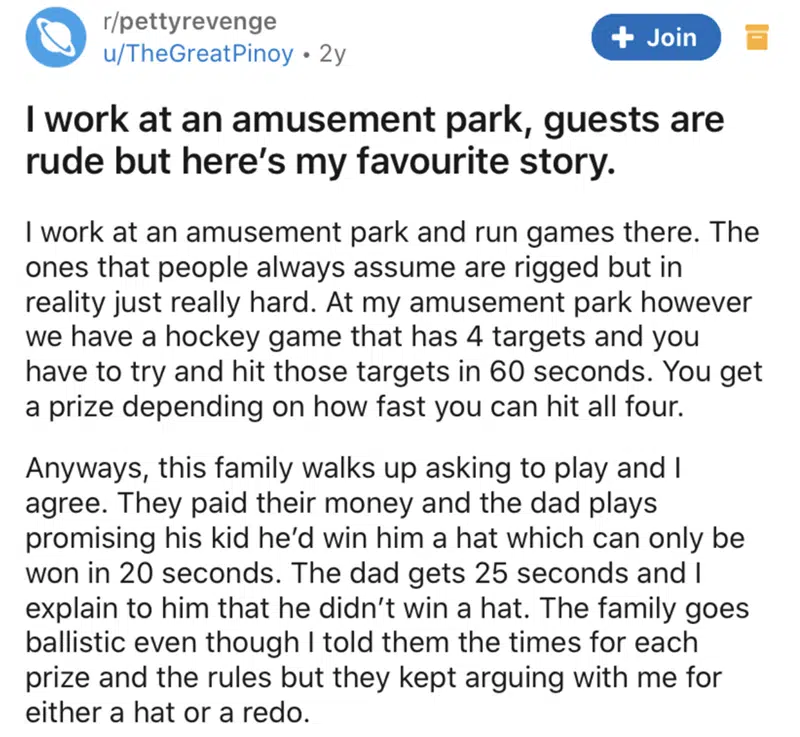 r/pettyrevenge
u/TheGreatPinoy • 2y
+ Join
I work at an amusement park, guests are
rude but here's my favourite story.
I work at an amusement park and run games there. The
ones that people always assume are rigged but in
reality just really hard. At my amusement park however
we have a hockey game that has 4 targets and you
have to try and hit those targets in 60 seconds. You get
a prize depending on how fast you can hit all four.
Anyways, this family walks up asking to play and I
agree. They paid their money and the dad plays
promising his kid he'd win him a hat which can only be
won in 20 seconds. The dad gets 25 seconds and I
explain to him that he didn't win a hat. The family goes
ballistic even though I told them the times for each
prize and the rules but they kept arguing with me for
either a hat or a redo.